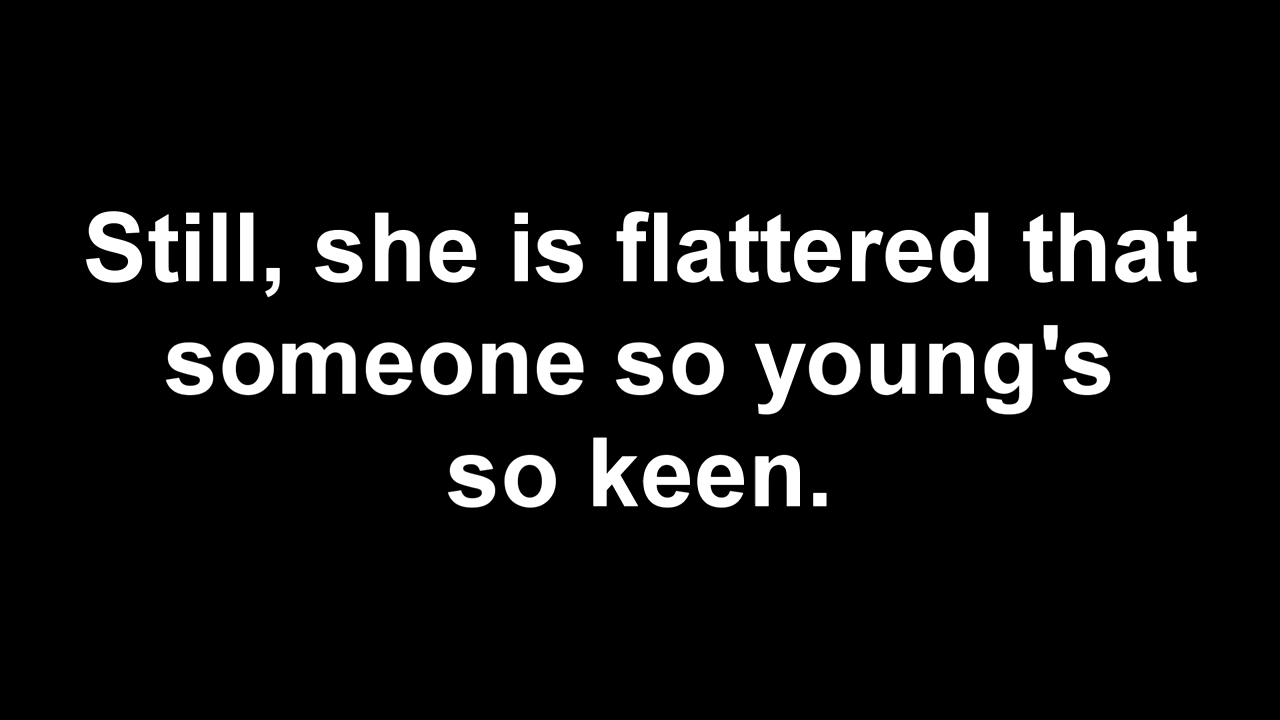 Still, she is flattered that
someone so young's
so keen.